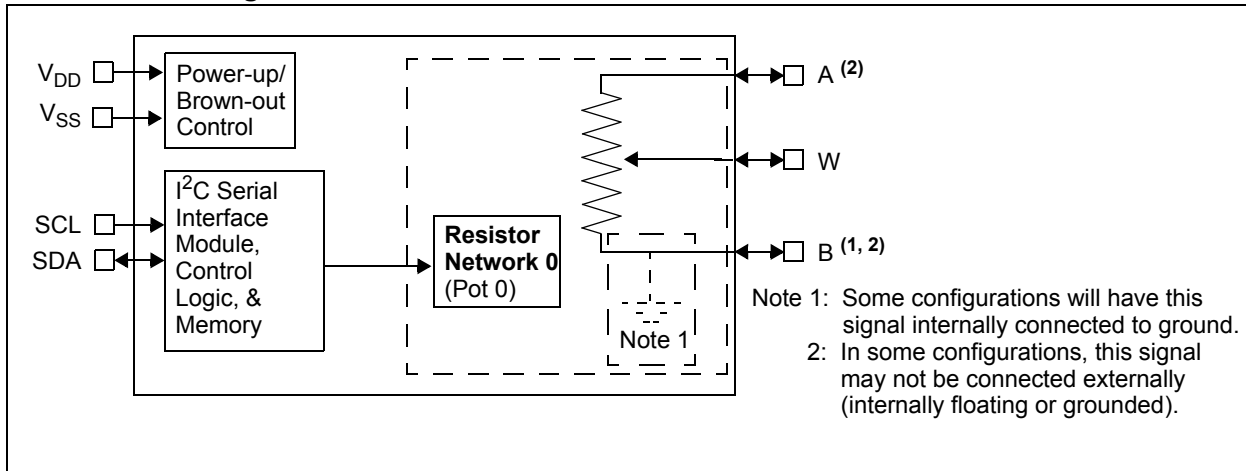 V_DD
V_SS
Power-up/
Brown-out
Control
SCL
SDA
I²C Serial
Interface
Module,
Control
Logic, &
Memory
Resistor
Network 0
(Pot 0)
Note 1
A (2)
W
B (1, 2)
Note 1: Some configurations will have this
signal internally connected to ground.
2: In some configurations, this signal
may not be connected externally
(internally floating or grounded).